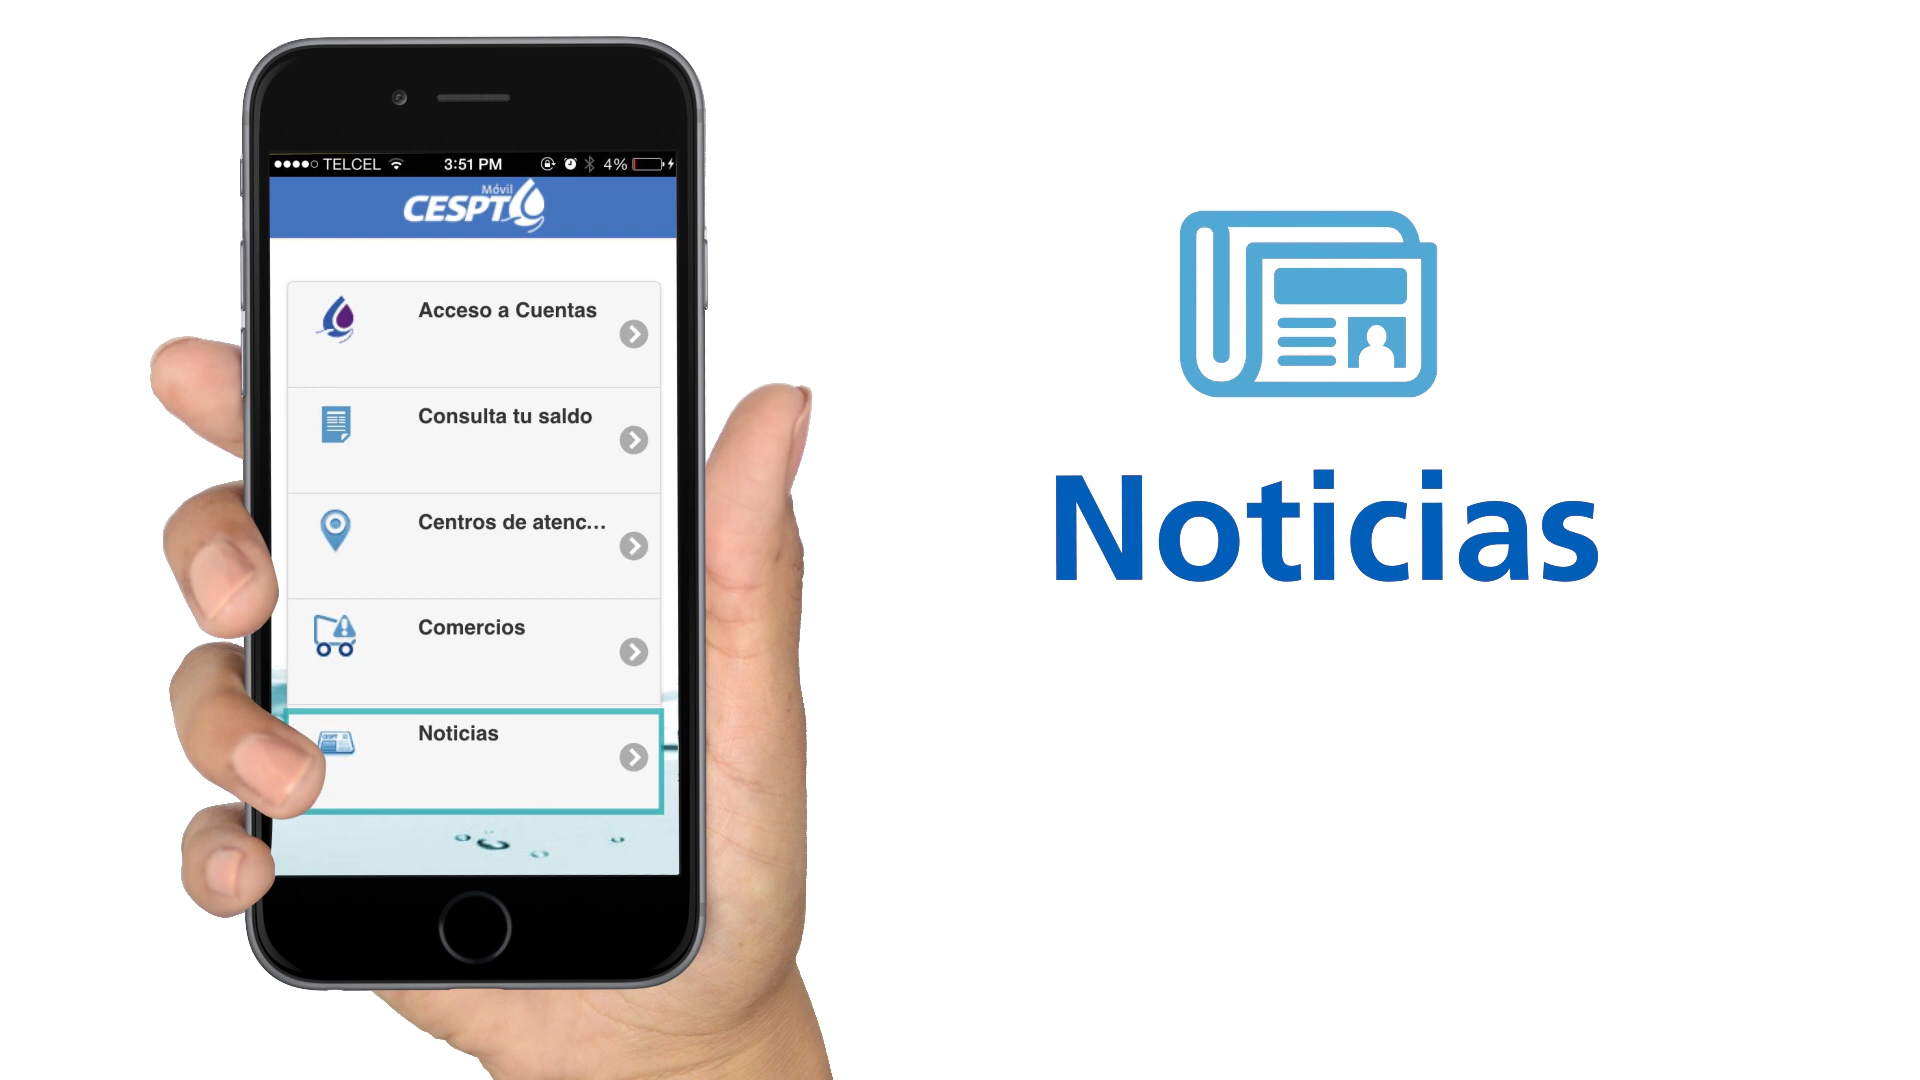 TELCEL 3:51 PM 4%
Móvil
CESPT
Acceso a Cuentas
Consulta tu saldo
Centros de atenc...
Comercios
Noticias
Noticias